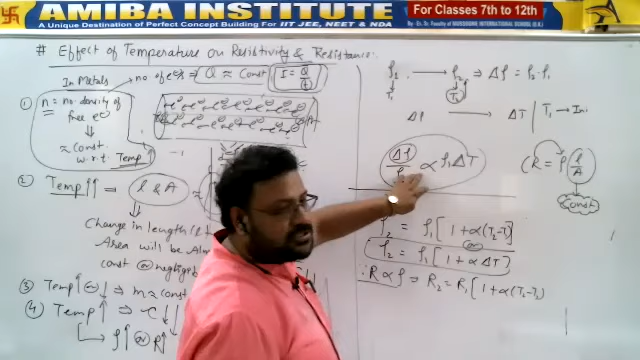 AMIBA INSTITUTE
A Unique Destination of Perfect Concept Building For IIT JEE, NEET & NDA
For Classes 7th to 12th
# Effect of Temperature on Resistivity & Resistance.
In Metals
no of e⁻s ⇒ Q ≈ Const
I = Q/t
① n = no. density of
free e⁻
⇓
≈ const
w.r.t. Temp
② Temp ↑↑ → l & A
Change in length
Area will be
const or
③ Temp ↑ ⇒ m ≈ const
④ Temp ↑ ⇒ τ ↓
ρ↑ or R↑
ρ₁ → ρ₂ ⇒ Δρ = ρ₂-ρ₁
T₁ T₂
Δρ → ΔT | T₁ → Ini
Δρ ∝ ρ₁ΔT
R = ρ l/A
Const
ρ₂ = ρ₁ [1 + α(T₂-T₁)]
or
ρ₂ = ρ₁ [1 + α ΔT]
∴ R ∝ ρ ⇒ R₂ = R₁ [1 + α(T₂-T₁)